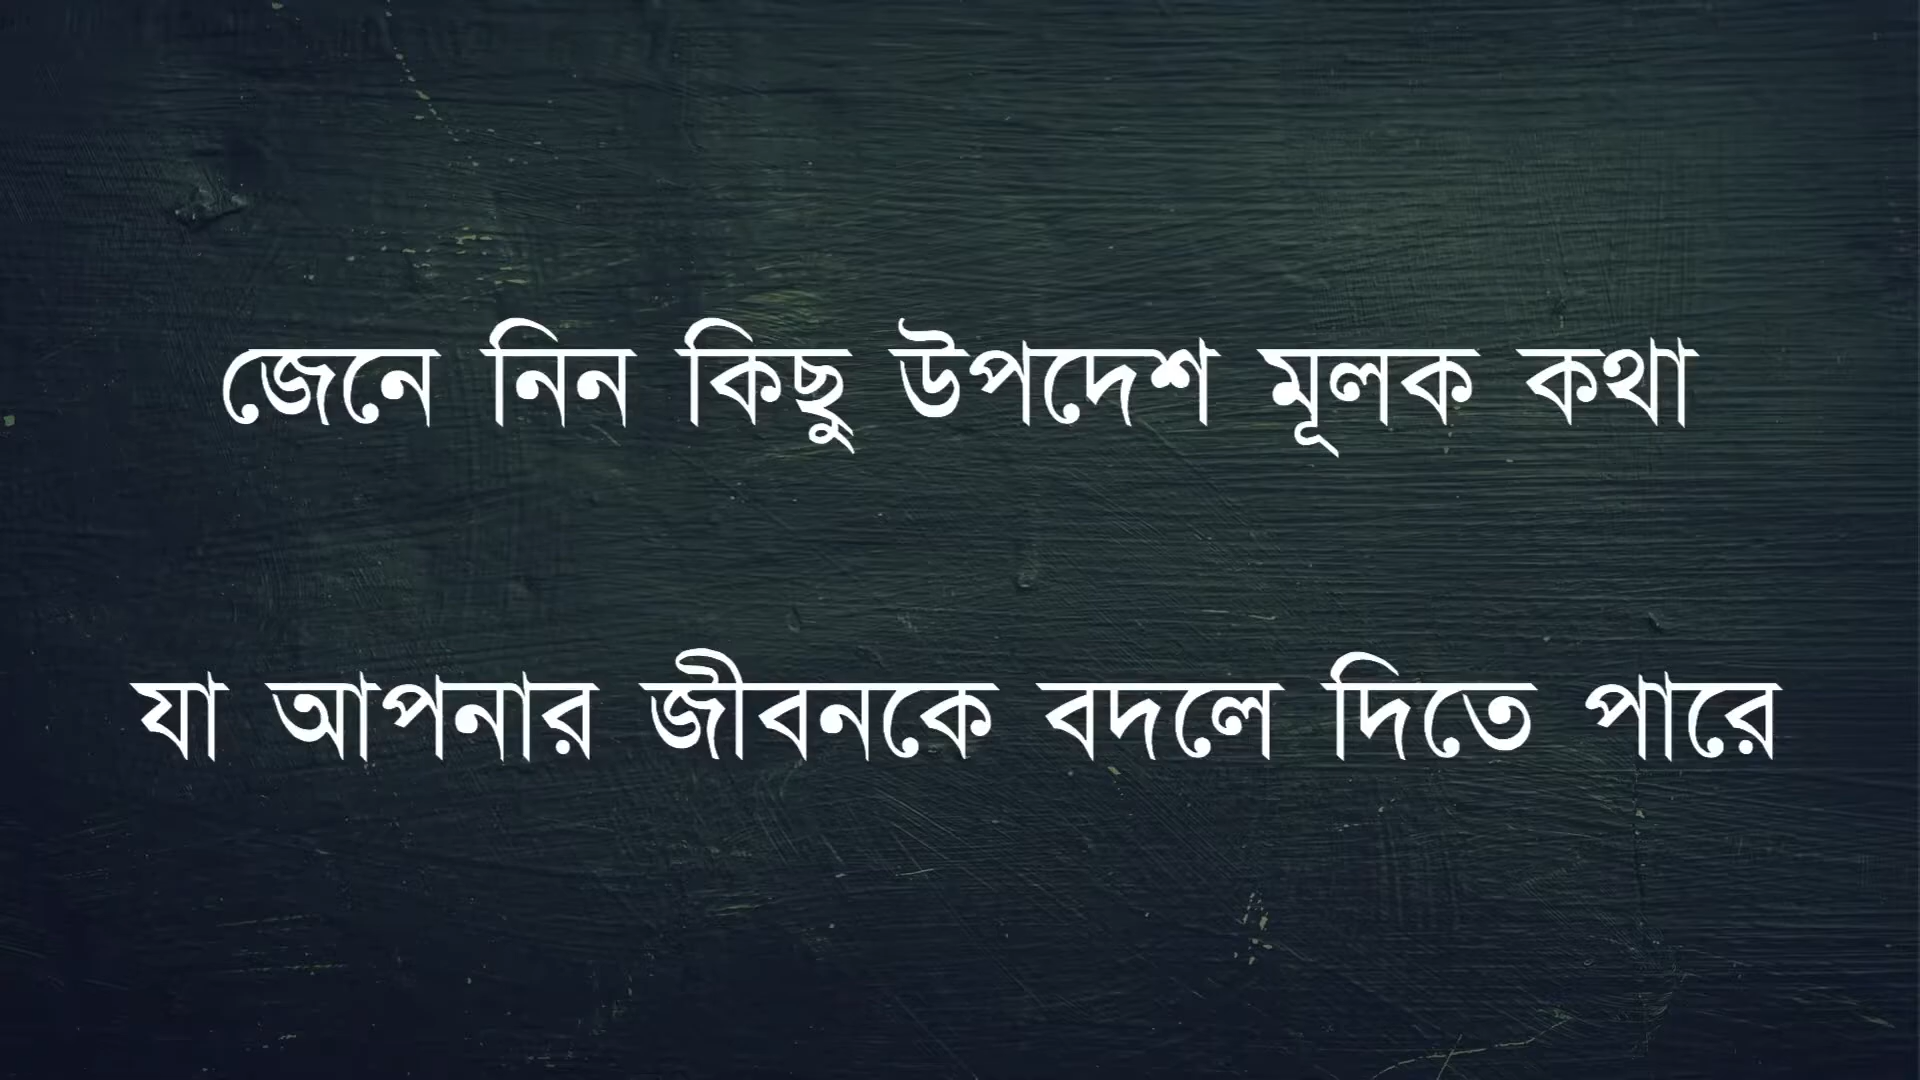 জেনে নিন কিছু উপদেশ মূলক কথা
যা আপনার জীবনকে বদলে দিতে পারে